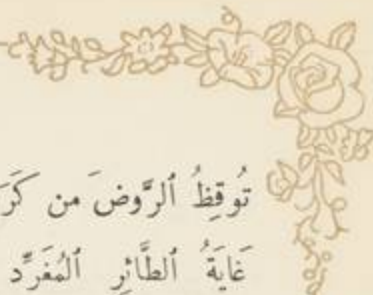 تُوقِظُ ٱلرَّوضَ من
غَايَةُ ٱلطَّائِرِ ٱلمُغَرِّد